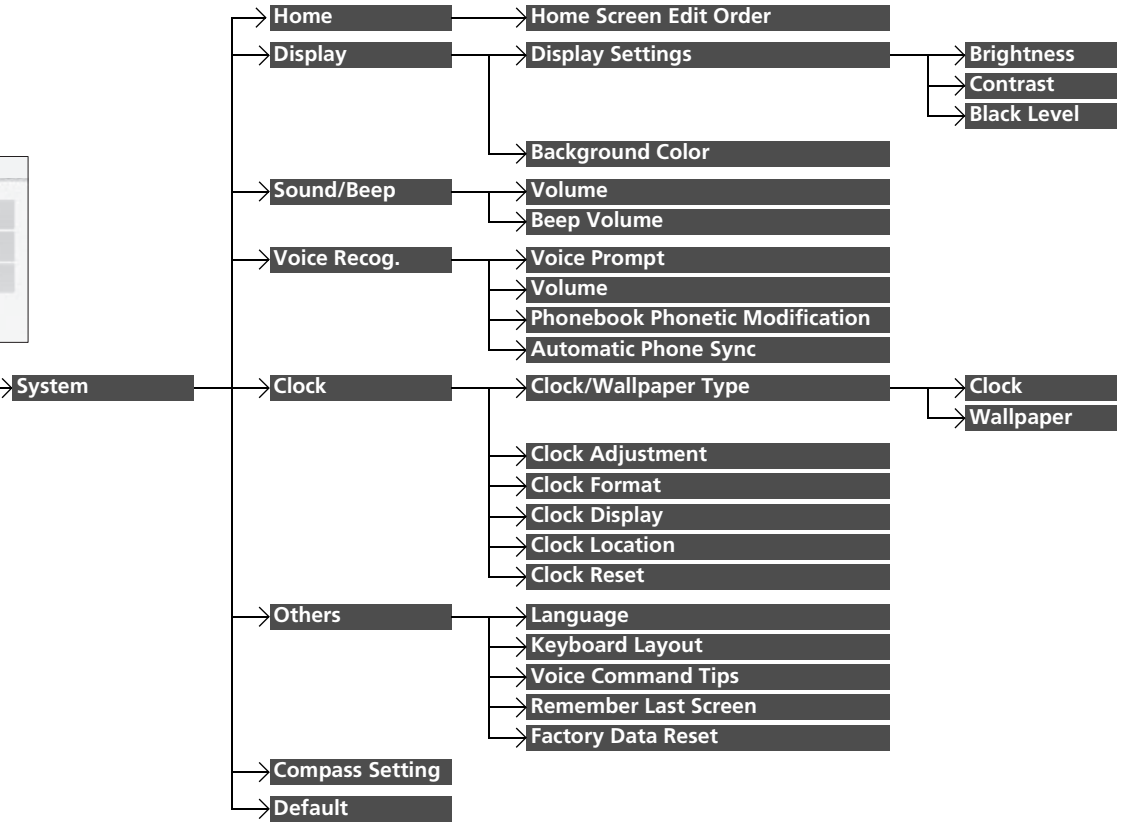 Home
Home Screen Edit Order
Display
Display Settings
Brightness
Contrast
Black Level
Background Color
Sound/Beep
Volume
Beep Volume
Voice Recog.
Voice Prompt
Volume
Phonebook Phonetic Modification
Automatic Phone Sync
System
Clock
Clock/Wallpaper Type
Clock
Wallpaper
Clock Adjustment
Clock Format
Clock Display
Clock Location
Clock Reset
Others
Language
Keyboard Layout
Voice Command Tips
Remember Last Screen
Factory Data Reset
Compass Setting
Default